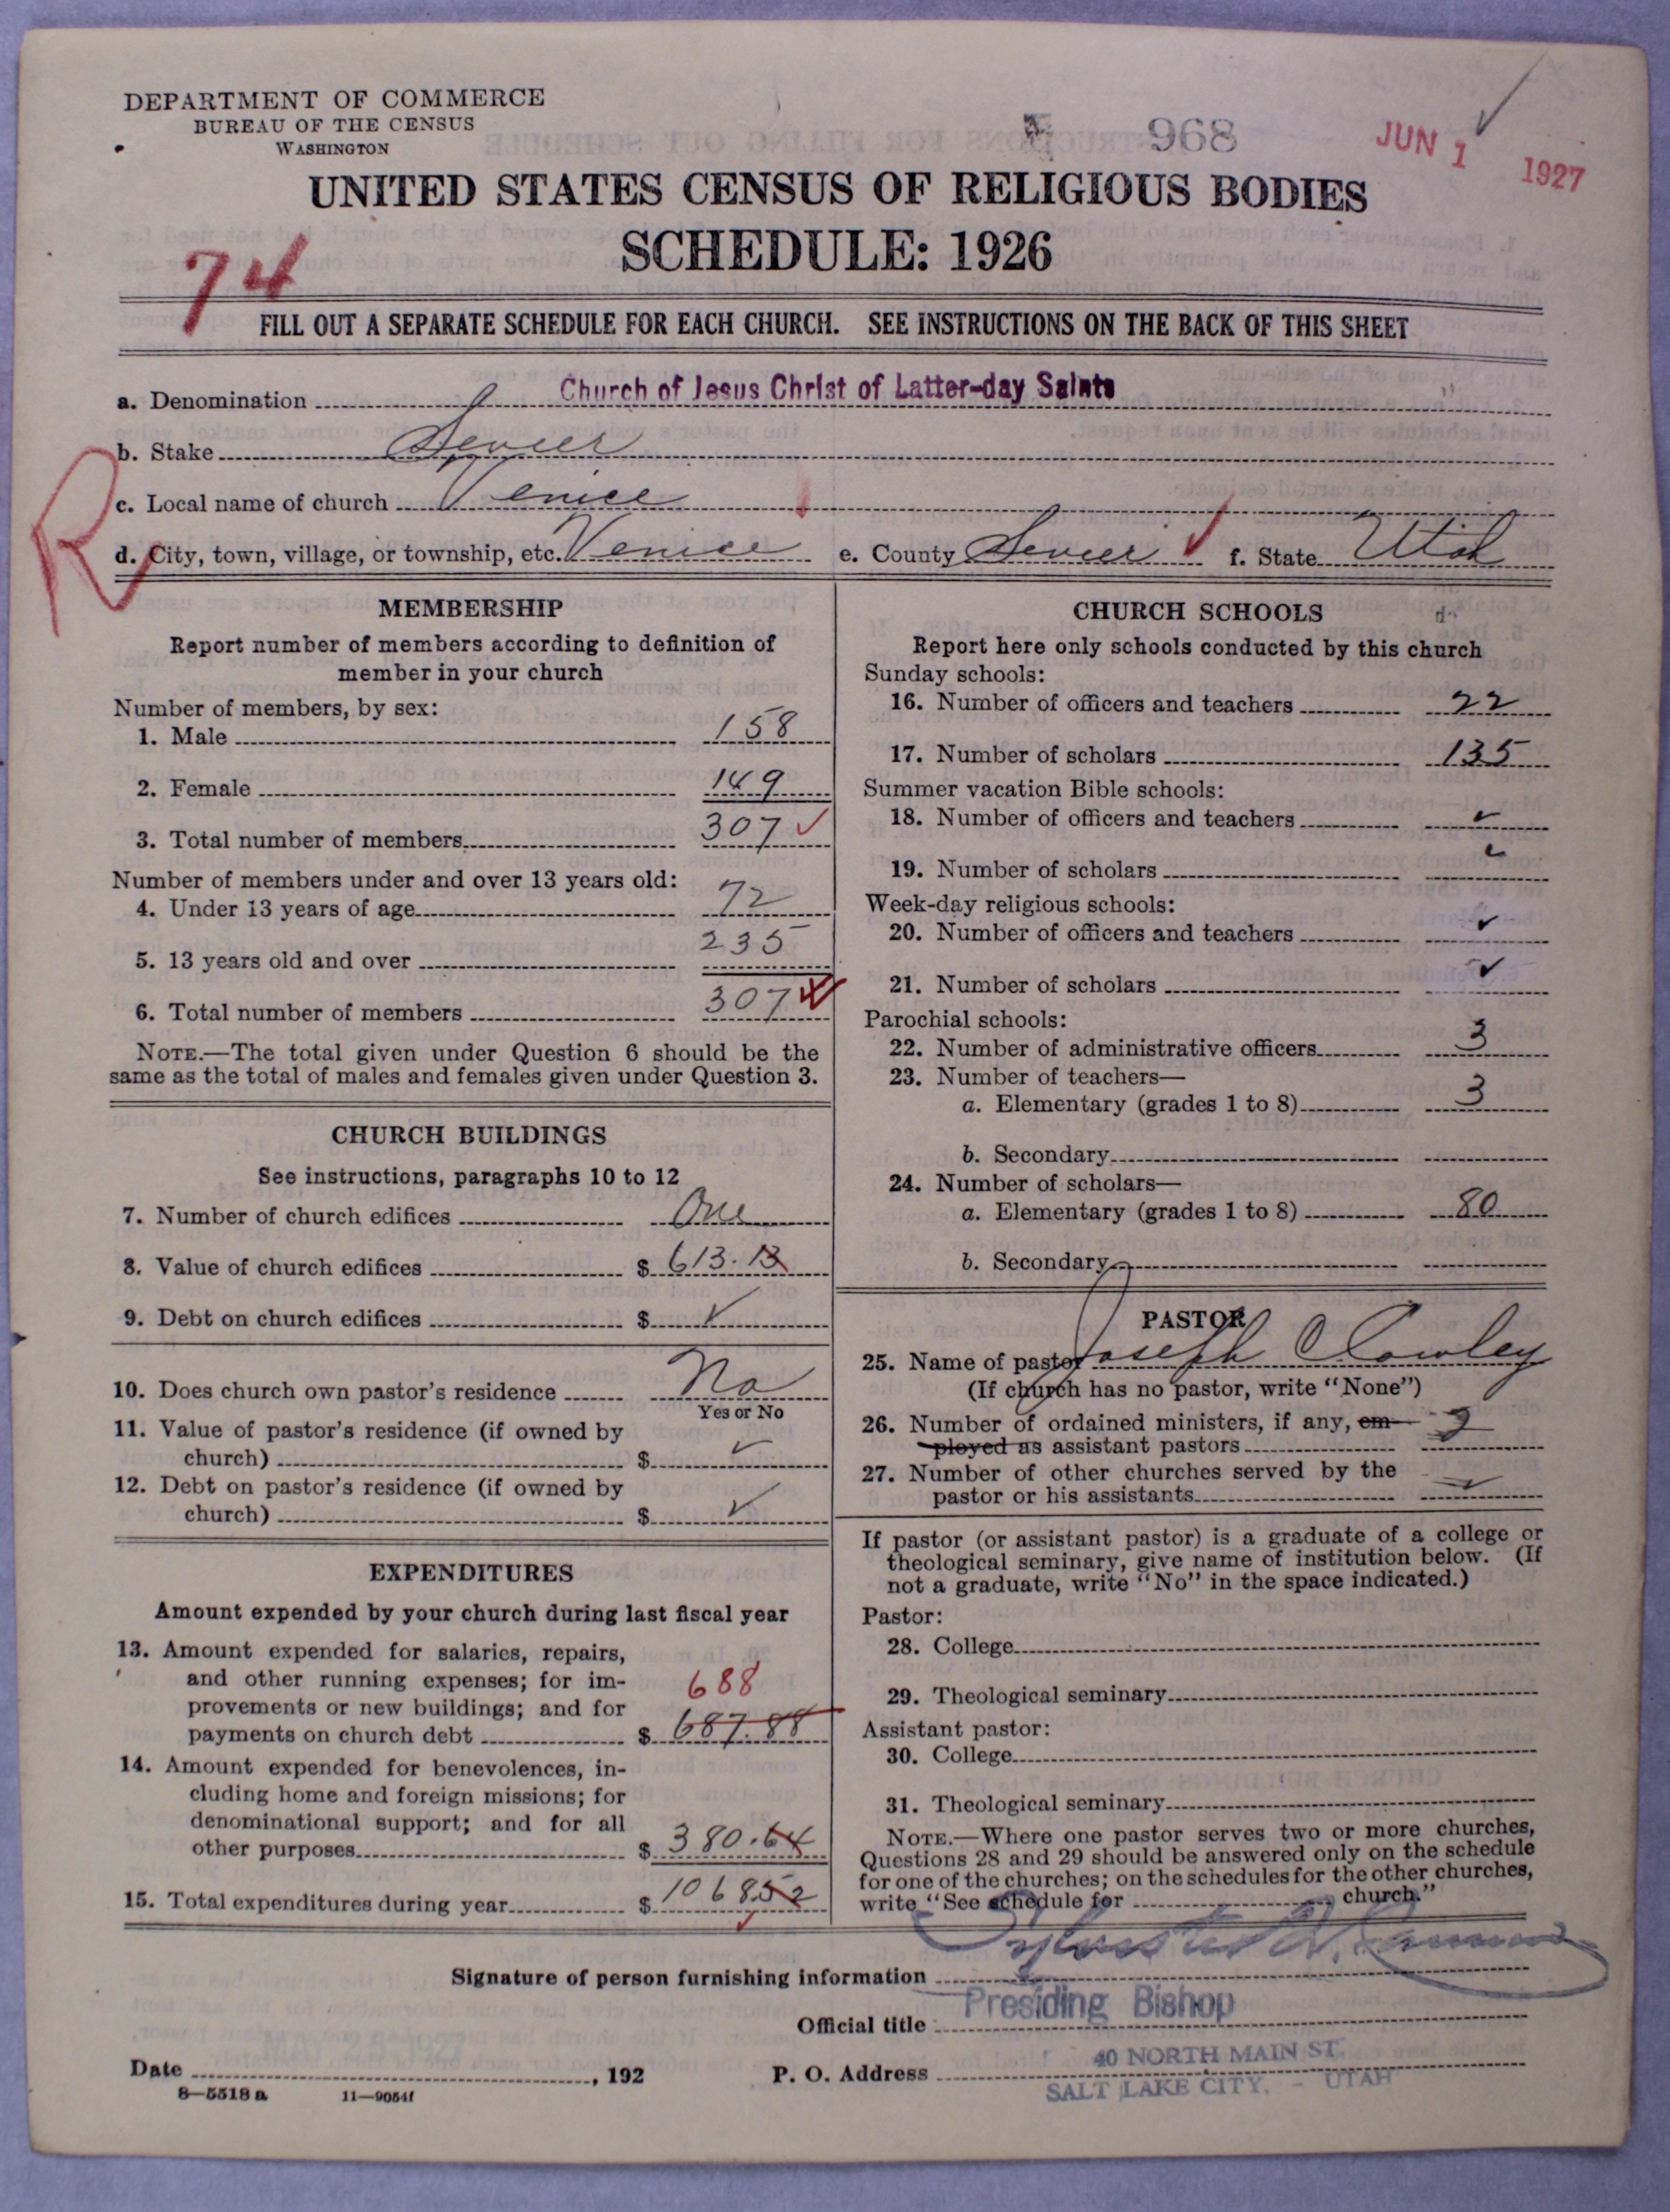 DEPARTMENT OF COMMERCE
BUREAU OF THE CENSUS
WASHINGTON
968
JUN 1 1927
UNITED STATES CENSUS OF RELIGIOUS BODIES
SCHEDULE: 1926
74
FILL OUT A SEPARATE SCHEDULE FOR EACH CHURCH. SEE INSTRUCTIONS ON THE BACK OF THIS SHEET
a. Denomination Church of Jesus Christ of Latter-day Saints
b. Stake Sevier
R
c. Local name of church Venice
d. City, town, village, or township, etc. Venice e. County Sevier f. State Utah
MEMBERSHIP
Report number of members according to definition of
member in your church
Number of members, by sex:
1. Male 158
2. Female 149
3. Total number of members 307
Number of members under and over 13 years old:
4. Under 13 years of age 72
5. 13 years old and over 235
6. Total number of members 307
NOTE.—The total given under Question 6 should be the
same as the total of males and females given under Question 3.
CHURCH BUILDINGS
See instructions, paragraphs 10 to 12
7. Number of church edifices One
8. Value of church edifices $ 613.13
9. Debt on church edifices $
10. Does church own pastor's residence No
Yes or No
11. Value of pastor's residence (if owned by
church) $
12. Debt on pastor's residence (if owned by
church) $
EXPENDITURES
Amount expended by your church during last fiscal year
13. Amount expended for salaries, repairs,
and other running expenses; for im-
provements or new buildings; and for 688
payments on church debt $ 687.88
14. Amount expended for benevolences, in-
cluding home and foreign missions; for
denominational support; and for all
other purposes $ 380.64
15. Total expenditures during year $ 106852
CHURCH SCHOOLS
Report here only schools conducted by this church
Sunday schools:
16. Number of officers and teachers 22
17. Number of scholars 135
Summer vacation Bible schools:
18. Number of officers and teachers
19. Number of scholars
Week-day religious schools:
20. Number of officers and teachers
21. Number of scholars
Parochial schools:
22. Number of administrative officers 3
23. Number of teachers—
a. Elementary (grades 1 to 8) 3
b. Secondary
24. Number of scholars—
a. Elementary (grades 1 to 8) 80
b. Secondary
PASTOR
25. Name of pastor Joseph Cowley
(If church has no pastor, write "None")
26. Number of ordained ministers, if any, em- 2
ployed as assistant pastors
27. Number of other churches served by the
pastor or his assistants
If pastor (or assistant pastor) is a graduate of a college or
theological seminary, give name of institution below. (If
not a graduate, write "No" in the space indicated.)
Pastor:
28. College
29. Theological seminary
Assistant pastor:
30. College
31. Theological seminary
NOTE.—Where one pastor serves two or more churches,
Questions 28 and 29 should be answered only on the schedule
for one of the churches; on the schedules for the other churches,
write "See schedule for church."
Signature of person furnishing information Sylvester Q. Cannon
Official title Presiding Bishop
MAY 25 1927
Date , 192 P. O. Address 40 NORTH MAIN ST.
SALT LAKE CITY, - UTAH
8—5518 a 11—9054f